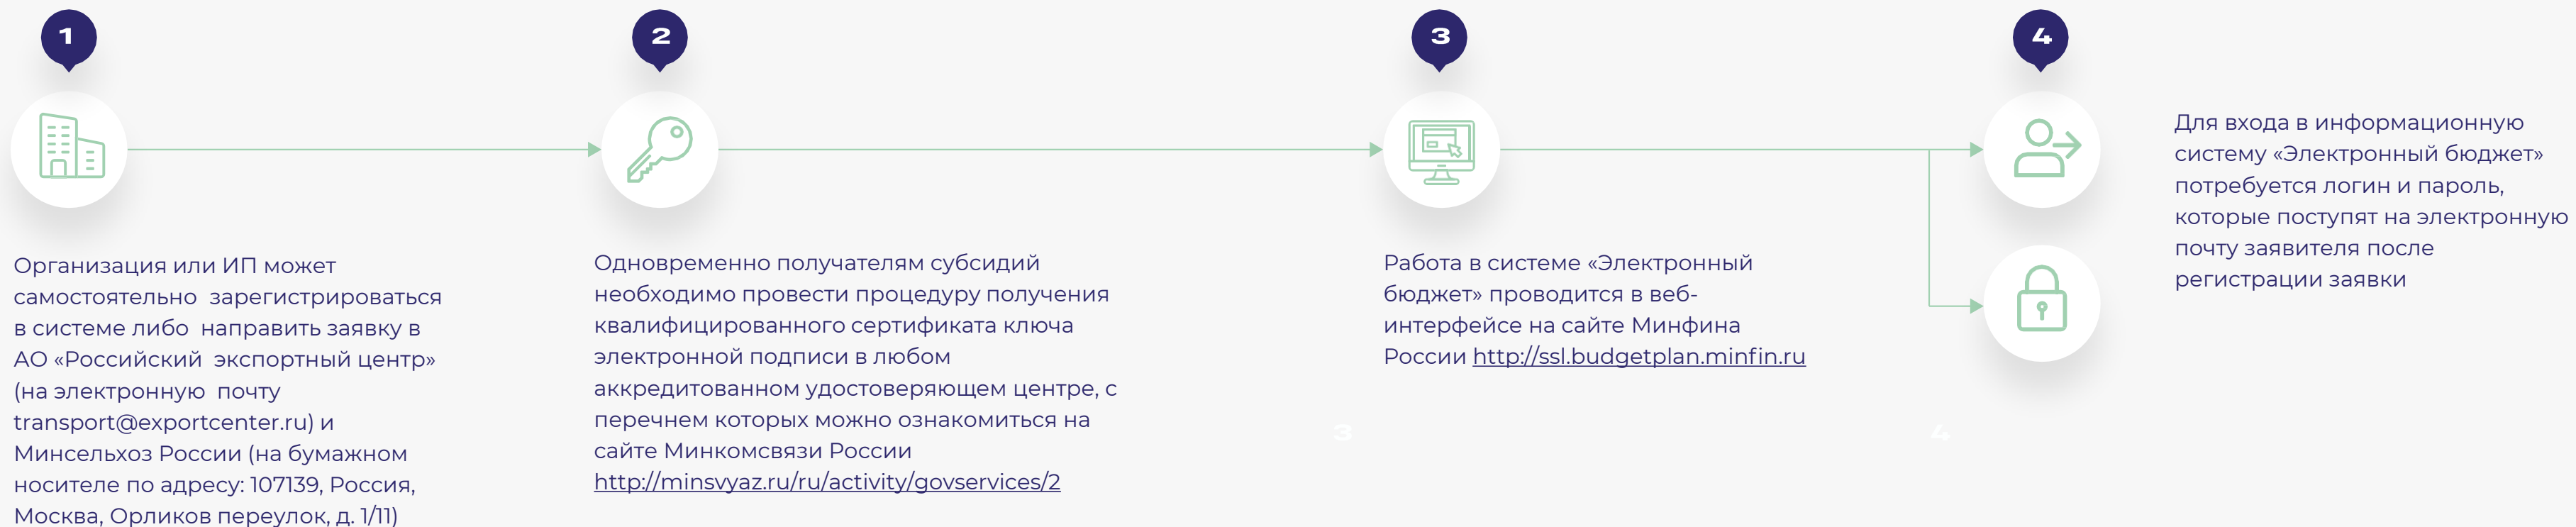 1
Организация или ИП может
самостоятельно зарегистрироваться
в системе либо направить заявку в
АО «Российский экспортный центр»
(на электронную почту
transport@exportcenter.ru) и
Минсельхоз России (на бумажном
носителе по адресу: 107139, Россия,
Москва, Орликов переулок, д. 1/11)
2
Одновременно получателям субсидий
необходимо провести процедуру получения
квалифицированного сертификата ключа
электронной подписи в любом
аккредитованном удостоверяющем центре, с
перечнем которых можно ознакомиться на
сайте Минкомсвязи России
http://minsvyaz.ru/ru/activity/govservices/2
3
Работа в системе «Электронный
бюджет» проводится в веб-
интерфейсе на сайте Минфина
России http://ssl.budgetplan.minfin.ru
3
4
4
Для входа в информационную
систему «Электронный бюджет»
потребуется логин и пароль,
которые поступят на электронную
почту заявителя после
регистрации заявки